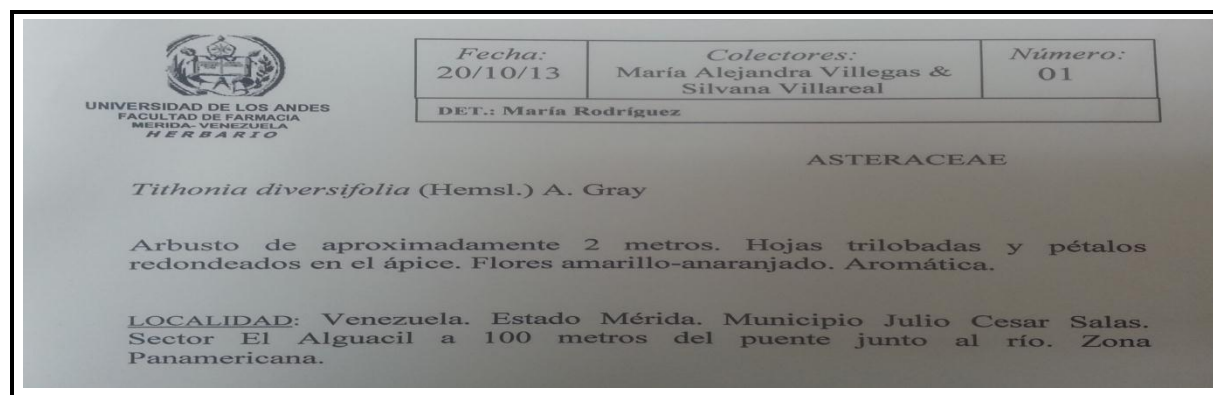 UNIVERSIDAD DE LOS ANDES
FACULTAD DE FARMACIA
MERIDA- VENEZUELA
HERBARIO
Fecha:
20/10/13
Colectores:
María Alejandra Villegas &
Silvana Villareal
Número:
01
DET.: María Rodríguez
ASTERACEAE
Tithonia diversifolia (Hemsl.) A. Gray
Arbusto de aproximadamente 2 metros. Hojas trilobadas y pétalos
redondeados en el ápice. Flores amarillo-anaranjado. Aromática.
LOCALIDAD: Venezuela. Estado Mérida. Municipio Julio Cesar Salas.
Sector El Alguacil a 100 metros del puente junto al río. Zona
Panamericana.